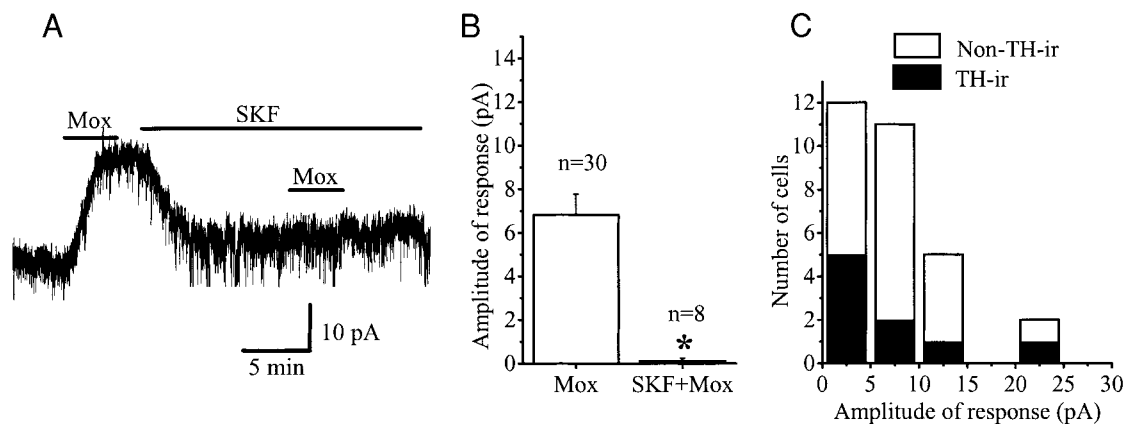 A
Mox
SKF
Mox
10 pA
5 min
B
Amplitude of response (pA)
14
12
10
8
6
4
2
0
n=30
n=8
*
Mox
SKF+Mox
C
Non-TH-ir
TH-ir
Number of cells
12
10
8
6
4
2
0
0 5 10 15 20 25 30
Amplitude of response (pA)